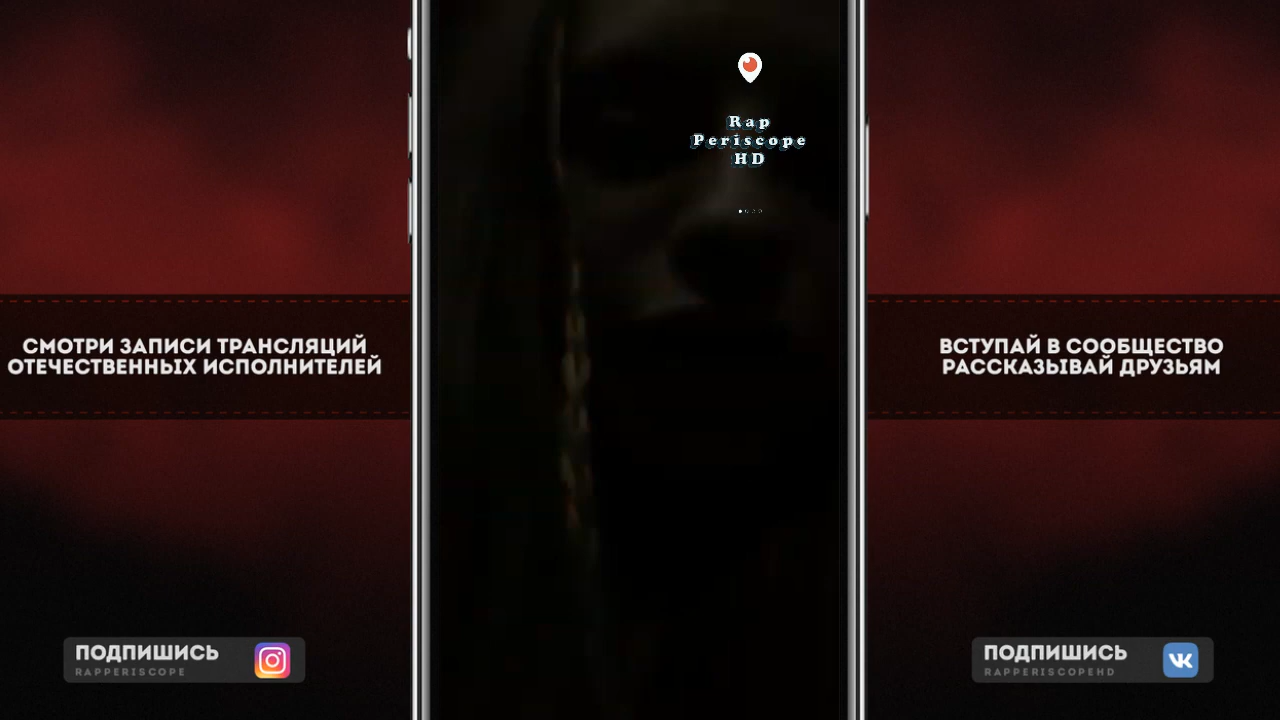 Rap
Periscope
HD
СМОТРИ ЗАПИСИ ТРАНСЛЯЦИЙ
ОТЕЧЕСТВЕННЫХ ИСПОЛНИТЕЛЕЙ
ВСТУПАЙ В СООБЩЕСТВО
РАССКАЗЫВАЙ ДРУЗЬЯМ
ПОДПИШИСЬ
RAPPERISCOPE
ПОДПИШИСЬ
RAPPERISCOPEHD